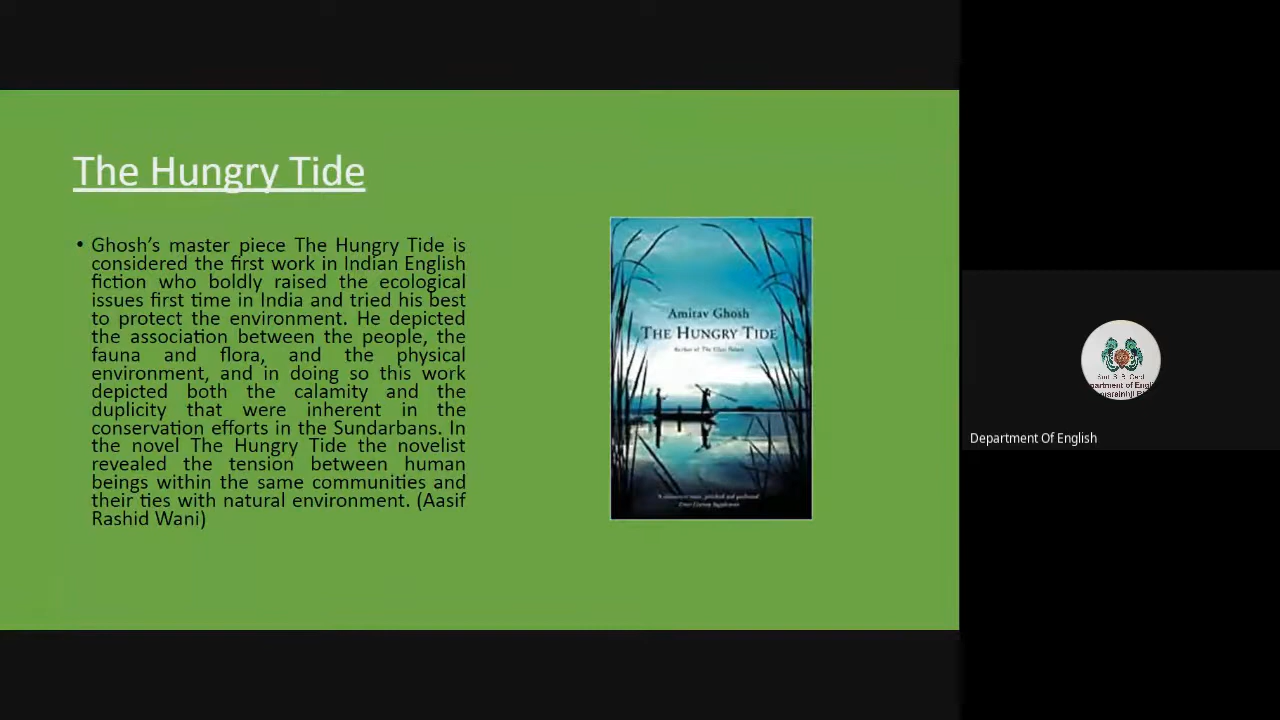 The Hungry Tide
• Ghosh's master piece The Hungry Tide is
considered the first work in Indian English
fiction who boldly raised the ecological
issues first time in India and tried his best
to protect the environment. He depicted
the association between the people, the
fauna and flora, and the physical
environment, and in doing so this work
depicted both the calamity and the
duplicity that were inherent in the
conservation efforts in the Sundarbans. In
the novel The Hungry Tide the novelist
revealed the tension between human
beings within the same communities and
their ties with natural environment. (Aasif
Rashid Wani)
Amitav Ghosh
THE HUNGRY TIDE
Author of The Glass Palace
Department Of English